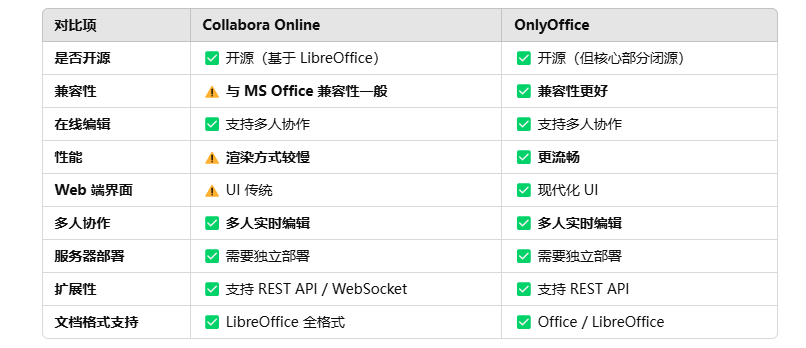 对比项 Collabora Online OnlyOffice
是否开源 ✅ 开源（基于 LibreOffice） ✅ 开源（但核心部分闭源）
兼容性 ⚠ 与 MS Office 兼容性一般 ✅ 兼容性更好
在线编辑 ✅ 支持多人协作 ✅ 支持多人协作
性能 ⚠ 渲染方式较慢 ✅ 更流畅
Web 端界面 ⚠ UI 传统 ✅ 现代化 UI
多人协作 ✅ 多人实时编辑 ✅ 多人实时编辑
服务器部署 ✅ 需要独立部署 ✅ 需要独立部署
扩展性 ✅ 支持 REST API / WebSocket ✅ 支持 REST API
文档格式支持 ✅ LibreOffice 全格式 ✅ Office / LibreOffice